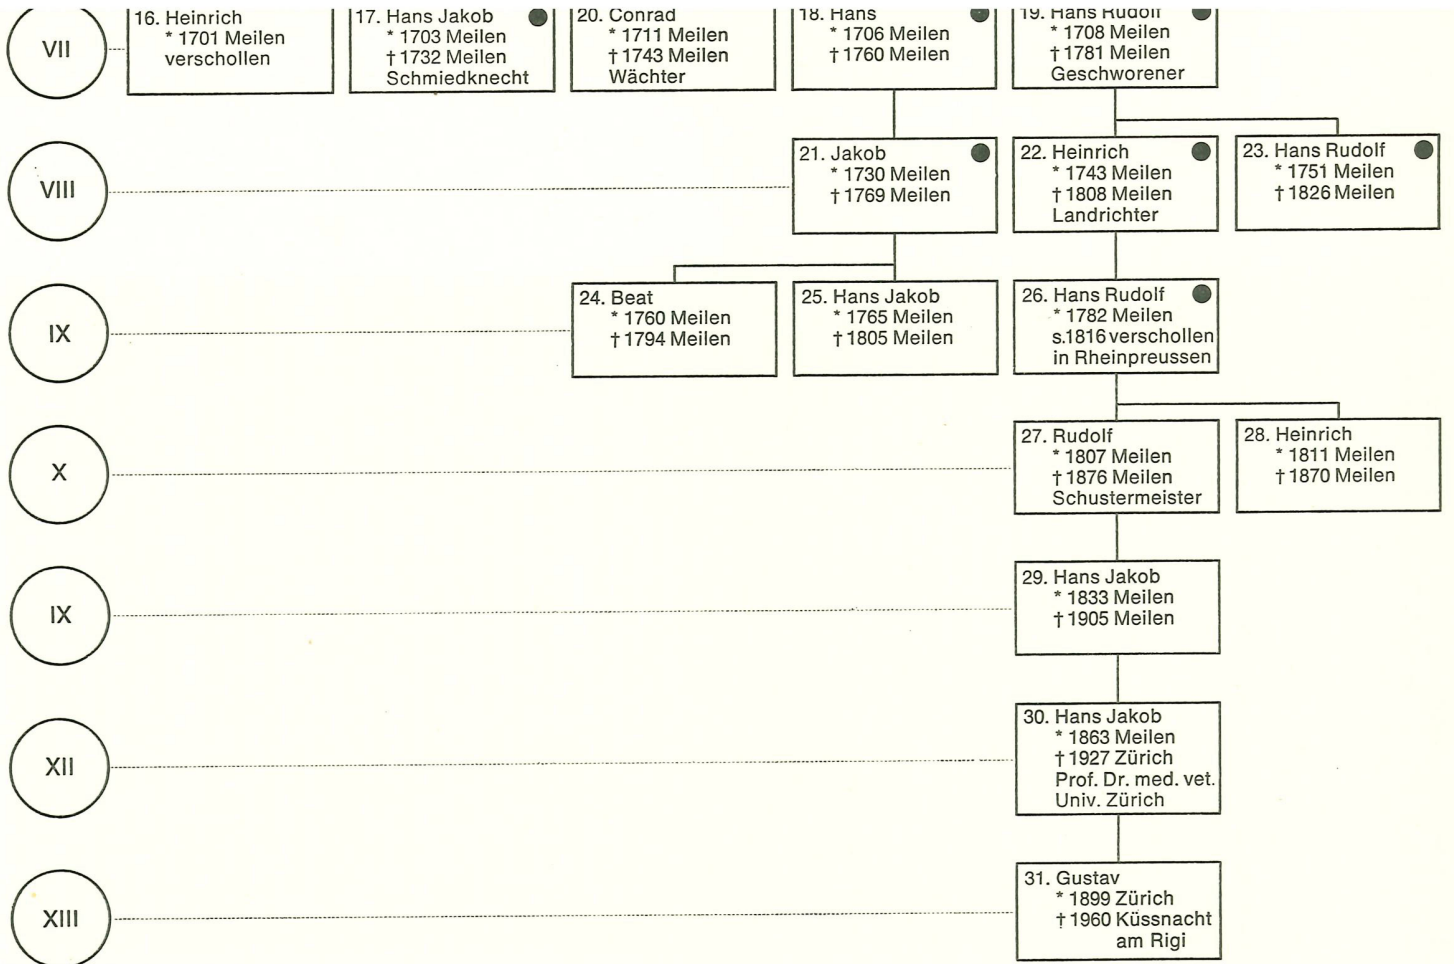 VII
16. Heinrich
* 1701 Meilen
verschollen
17. Hans Jakob
* 1703 Meilen
† 1732 Meilen
Schmiedknecht
20. Conrad
* 1711 Meilen
† 1743 Meilen
Wächter
18. Hans
* 1706 Meilen
† 1760 Meilen
19. Hans Rudolf
* 1708 Meilen
† 1781 Meilen
Geschworener
VIII
21. Jakob
* 1730 Meilen
† 1769 Meilen
22. Heinrich
* 1743 Meilen
† 1808 Meilen
Landrichter
23. Hans Rudolf
* 1751 Meilen
† 1826 Meilen
IX
24. Beat
* 1760 Meilen
† 1794 Meilen
25. Hans Jakob
* 1765 Meilen
† 1805 Meilen
26. Hans Rudolf
* 1782 Meilen
s.1816 verschollen
in Rheinpreussen
X
27. Rudolf
* 1807 Meilen
† 1876 Meilen
Schustermeister
28. Heinrich
* 1811 Meilen
† 1870 Meilen
IX
29. Hans Jakob
* 1833 Meilen
† 1905 Meilen
XII
30. Hans Jakob
* 1863 Meilen
† 1927 Zürich
Prof. Dr. med. vet.
Univ. Zürich
XIII
31. Gustav
* 1899 Zürich
† 1960 Küssnacht
am Rigi